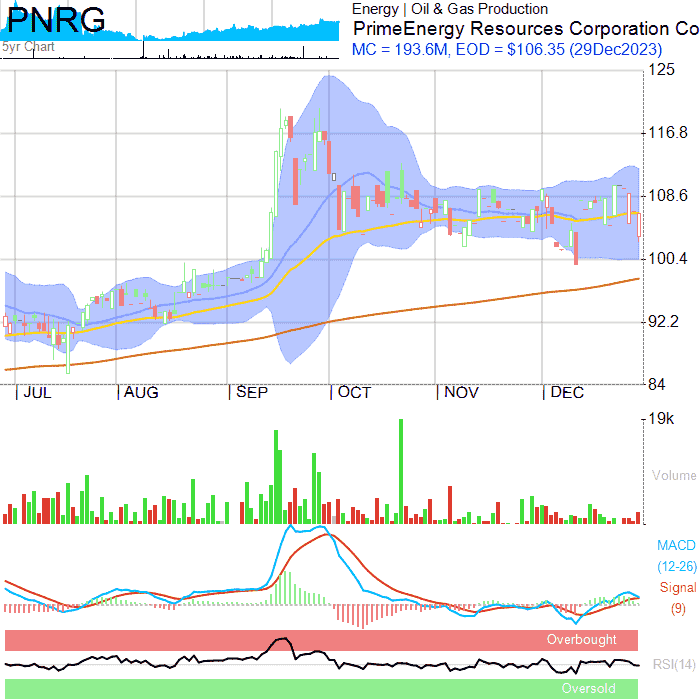 PNRG
5yr Chart
Energy | Oil & Gas Production
PrimeEnergy Resources Corporation Co
MC = 193.6M, EOD = $106.35 (29Dec2023)
125
116.8
108.6
100.4
92.2
84
| JUL | AUG | SEP | OCT | NOV | DEC
19k
Volume
MACD
(12-26)
Signal
(9)
Overbought
RSI(14)
Oversold